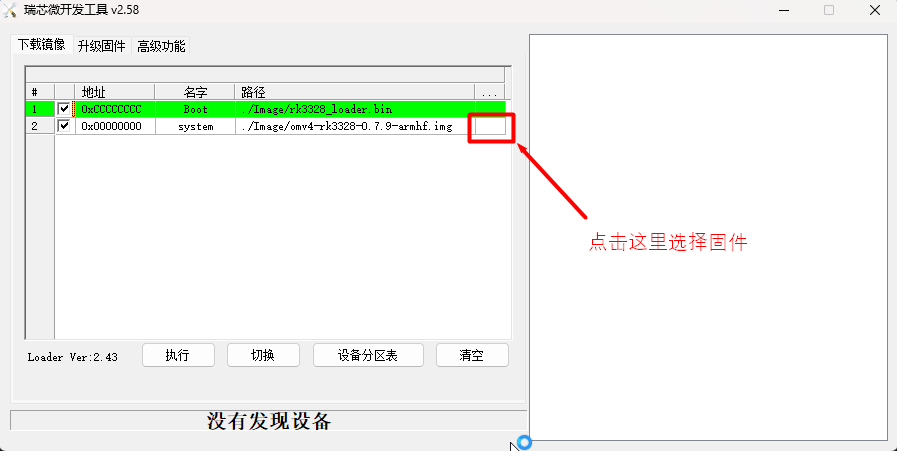 瑞芯微开发工具 v2.58
下载镜像 升级固件 高级功能
# 地址 名字 路径 ...
1 0xCCCCCCCC Boot ./Image/rk3328_loader.bin
2 0x00000000 system ./Image/omv4-rk3328-0.7.9-armhf.img
点击这里选择固件
Loader Ver:2.43 执行 切换 设备分区表 清空
没有发现设备